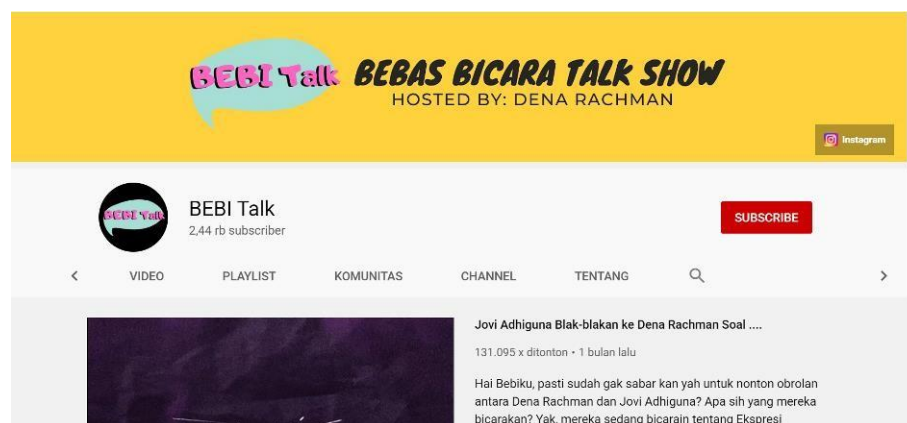 BEBI Talk BEBAS BICARA TALK SHOW
HOSTED BY: DENA RACHMAN
Instagram
BEBI Talk
BEBI Talk
2,44 rb subscriber
SUBSCRIBE
VIDEO PLAYLIST KOMUNITAS CHANNEL TENTANG
Jovi Adhiguna Blak-blakan ke Dena Rachman Soal ....
131.095 x ditonton • 1 bulan lalu
Hai Bebiku, pasti sudah gak sabar kan yah untuk nonton obrolan
antara Dena Rachman dan Jovi Adhiguna? Apa sih yang mereka
bicarakan? Yak, mereka sedang bicarain tentang Ekspresi